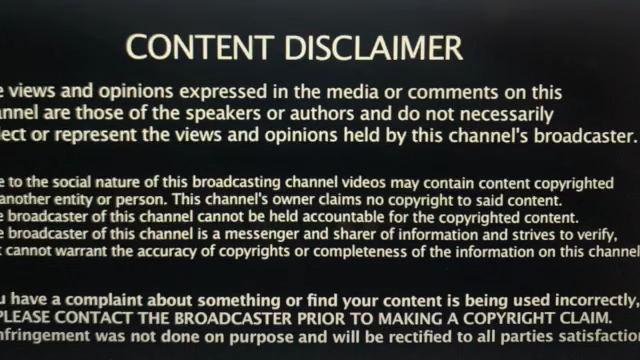 CONTENT DISCLAIMER
e views and opinions expressed in the media or comments on this
nnel are those of the speakers or authors and do not necessarily
lect or represent the views and opinions held by this channel's broadcaster.
e to the social nature of this broadcasting channel videos may contain content copyrighted
another entity or person. This channel's owner claims no copyright to said content.
e broadcaster of this channel cannot be held accountable for the copyrighted content.
e broadcaster of this channel is a messenger and sharer of information and strives to verify,
t cannot warrant the accuracy of copyrights or completeness of the information on this channel
u have a complaint about something or find your content is being used incorrectly,
PLEASE CONTACT THE BROADCASTER PRIOR TO MAKING A COPYRIGHT CLAIM.
nfringement was not done on purpose and will be rectified to all parties satisfactio